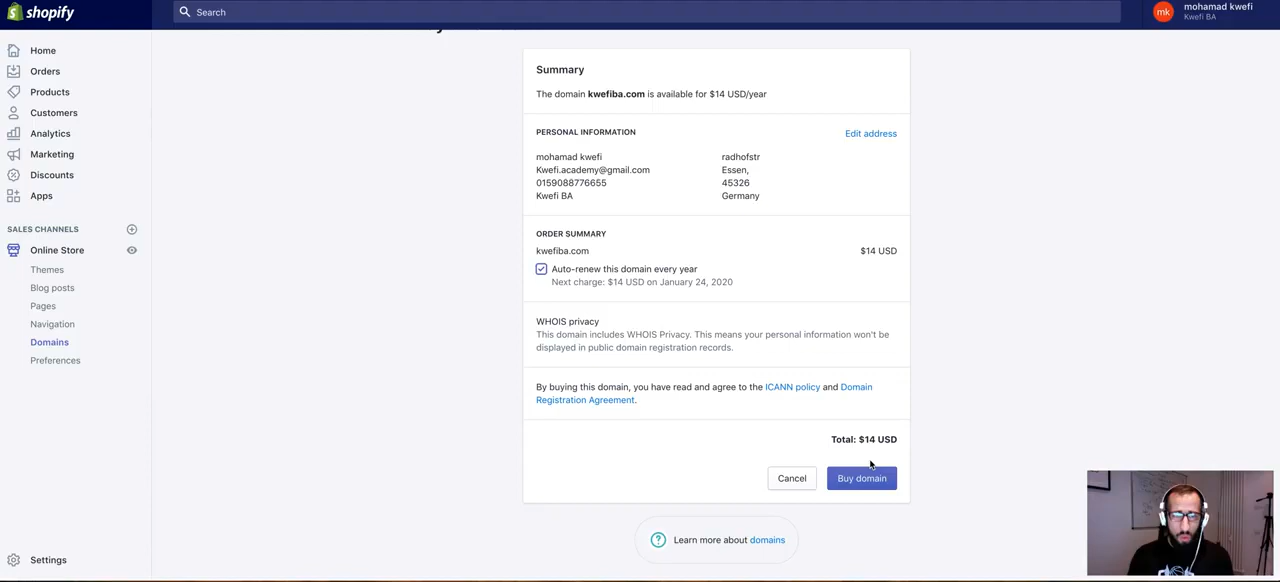 shopify
Search
mk
mohamad kwefi
Kwefi BA
Home
Orders
Products
Customers
Analytics
Marketing
Discounts
Apps
SALES CHANNELS
Online Store
Themes
Blog posts
Pages
Navigation
Domains
Preferences
Settings
Summary
The domain kwefiba.com is available for $14 USD/year
PERSONAL INFORMATION
Edit address
mohamad kwefi
Kwefi.academy@gmail.com
0159088776655
Kwefi BA
radhofstr
Essen,
45326
Germany
ORDER SUMMARY
kwefiba.com $14 USD
Auto-renew this domain every year
Next charge: $14 USD on January 24, 2020
WHOIS privacy
This domain includes WHOIS Privacy. This means your personal information won't be
displayed in public domain registration records.
By buying this domain, you have read and agree to the ICANN policy and Domain
Registration Agreement.
Total: $14 USD
Cancel
Buy domain
? Learn more about domains